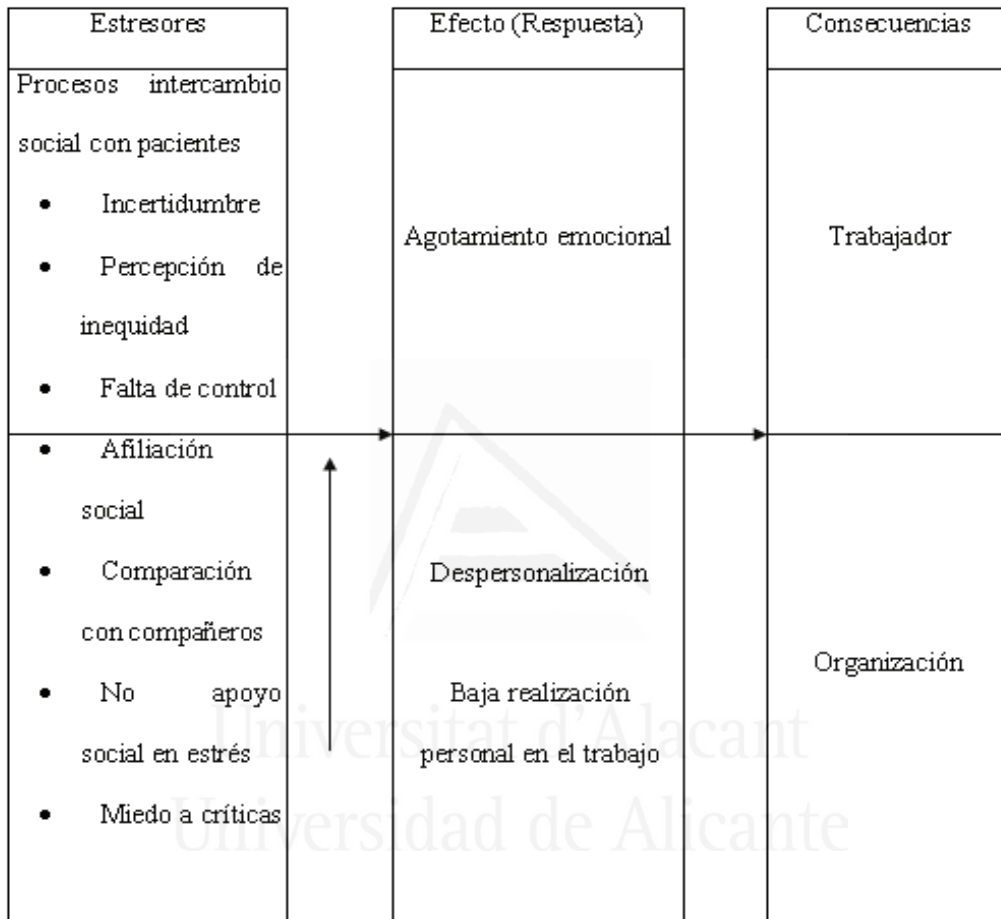 Estresores
Procesos intercambio
social con pacientes
• Incertidumbre
• Percepción de
inequidad
• Falta de control
• Afiliación
social
• Comparación
con compañeros
• No apoyo
social en estrés
• Miedo a críticas
Efecto (Respuesta)
Agotamiento emocional
Despersonalización
Baja realización
personal en el trabajo
Consecuencias
Trabajador
Organización
Universitat d'Alacant
Universidad de Alicante